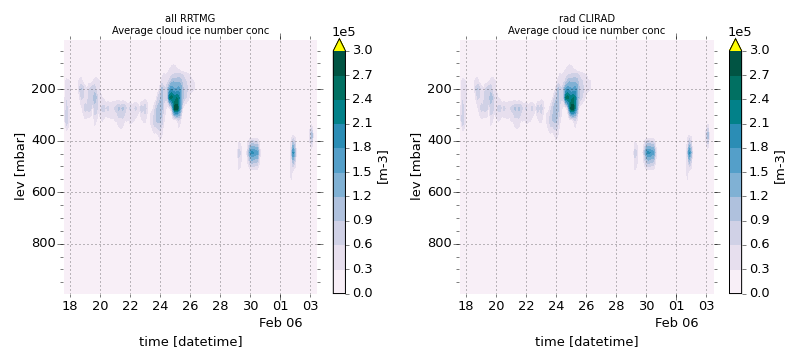 all RRTMG
Average cloud ice number conc
1e5
3.0
2.7
2.4
2.1
1.8
1.5
1.2
0.9
0.6
0.3
0.0
[m-3]
lev [mbar]
200
400
600
800
18 20 22 24 26 28 30 01 03
Feb 06
time [datetime]
rad CLIRAD
Average cloud ice number conc
1e5
3.0
2.7
2.4
2.1
1.8
1.5
1.2
0.9
0.6
0.3
0.0
[m-3]
lev [mbar]
200
400
600
800
18 20 22 24 26 28 30 01 03
Feb 06
time [datetime]